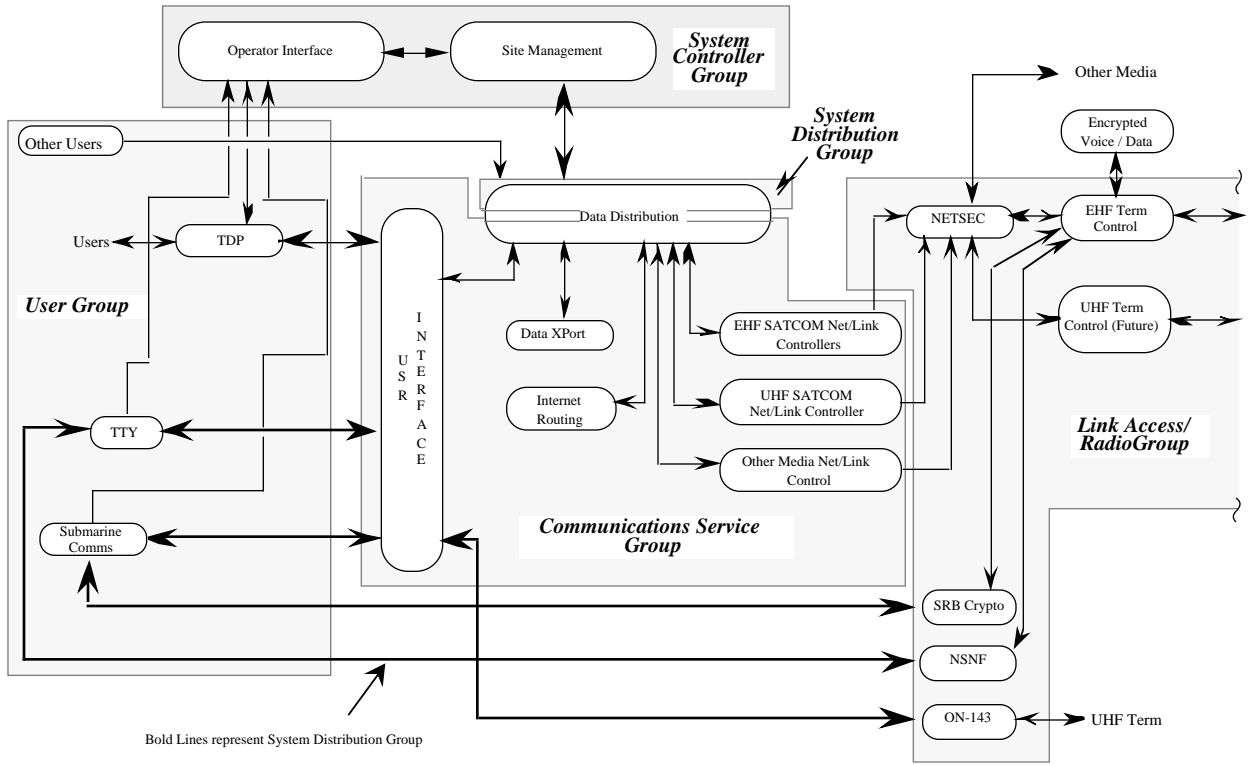 Operator Interface
Site Management
System
Controller
Group
Other Media
Encrypted
Voice / Data
System
Distribution
Group
Other Users
Data Distribution
NETSEC
EHF Term
Control
Users
TDP
User Group
USR
INTERFACE
Data XPort
EHF SATCOM Net/Link
Controllers
UHF Term
Control (Future)
Internet
Routing
UHF SATCOM
Net/Link Controller
TTY
Link Access/
RadioGroup
Other Media Net/Link
Control
Submarine
Comms
Communications Service
Group
SRB Crypto
NSNF
ON-143
UHF Term
Bold Lines represent System Distribution Group